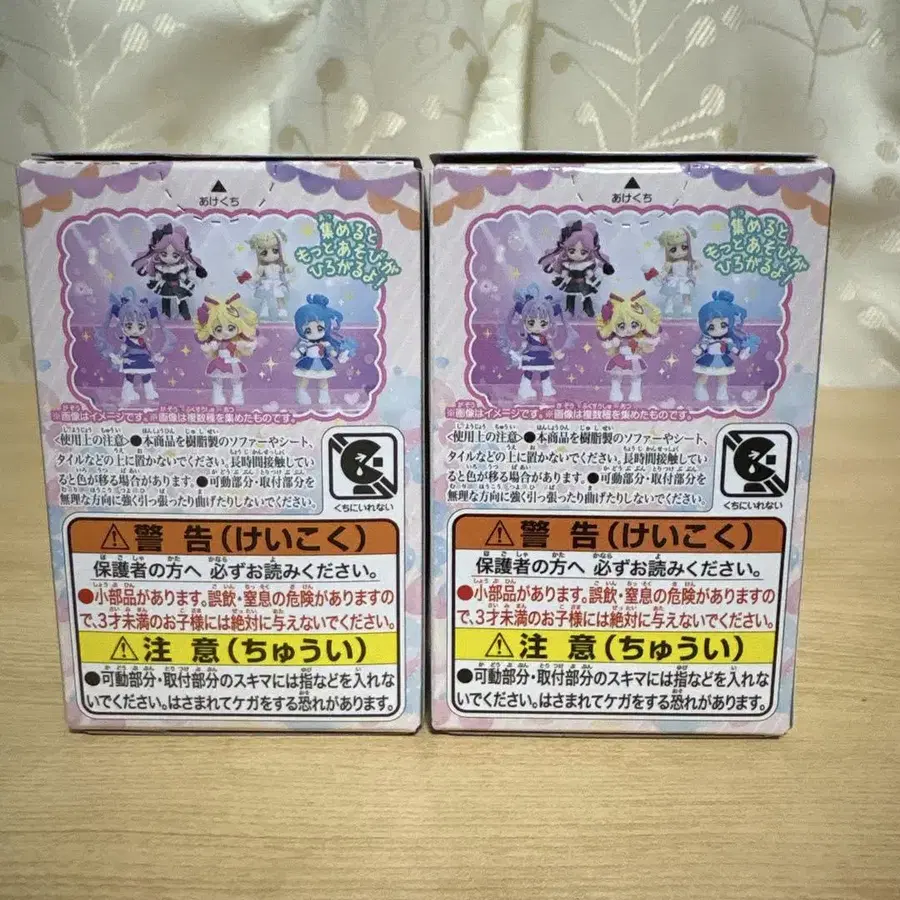 あけくち
集めると
もっとあそびが
ひろがるよ!
※画像はイメージです。※画像は複数種を集めたものです。
<使用上の注意>●本商品を樹脂製のソファーやシート、
タイルなどの上に置かないでください。長時間接触してい
ると色が移る場合があります。●可動部分・取付部分を
無理な方向に強く引っ張ったり曲げたりしないでください。
くちにいれない
⚠警告(けいこく)
保護者の方へ 必ずお読みください。
●小部品があります。誤飲・窒息の危険がありますの
で、3才未満のお子様には絶対に与えないでください。
⚠注意(ちゅうい)
●可動部分・取付部分のスキマには指などを入れな
いでください。はさまれてケガをする恐れがあります。
あけくち
集めると
もっとあそびが
ひろがるよ!
※画像はイメージです。※画像は複数種を集めたものです。
<使用上の注意>●本商品を樹脂製のソファーやシート、
タイルなどの上に置かないでください。長時間接触してい
ると色が移る場合があります。●可動部分・取付部分を
無理な方向に強く引っ張ったり曲げたりしないでください。
くちにいれない
⚠警告(けいこく)
保護者の方へ 必ずお読みください。
●小部品があります。誤飲・窒息の危険がありますの
で、3才未満のお子様には絶対に与えないでください。
⚠注意(ちゅうい)
●可動部分・取付部分のスキマには指などを入れな
いでください。はさまれてケガをする恐れがあります。